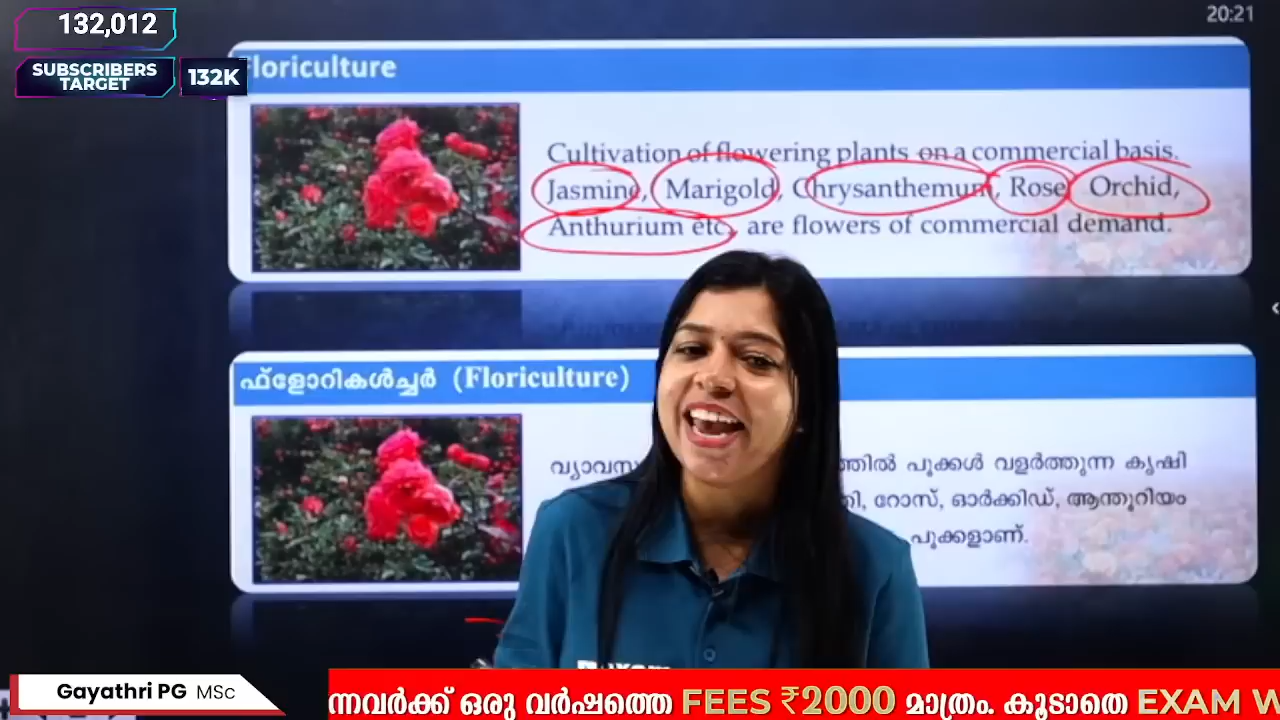 132,012
SUBSCRIBERS
TARGET
132K
20:21
loriculture
Cultivation of flowering plants on a commercial basis.
Jasmine, Marigold, Chrysanthemum, Rose Orchid,
Anthurium etc, are flowers of commercial demand.
ഫ്ളോറികൾച്ചർ (Floriculture)
പൂക്കൾ വളർത്തുന്ന കൃഷി
റോസ്, ഓർക്കിഡ്, ആന്തൂറിയം
പൂക്കളാണ്.
Gayathri PG MSc
ന്നവർക്ക് ഒരു വർഷത്തെ FEES ₹2000 മാത്രം. കൂടാതെ EXAM W